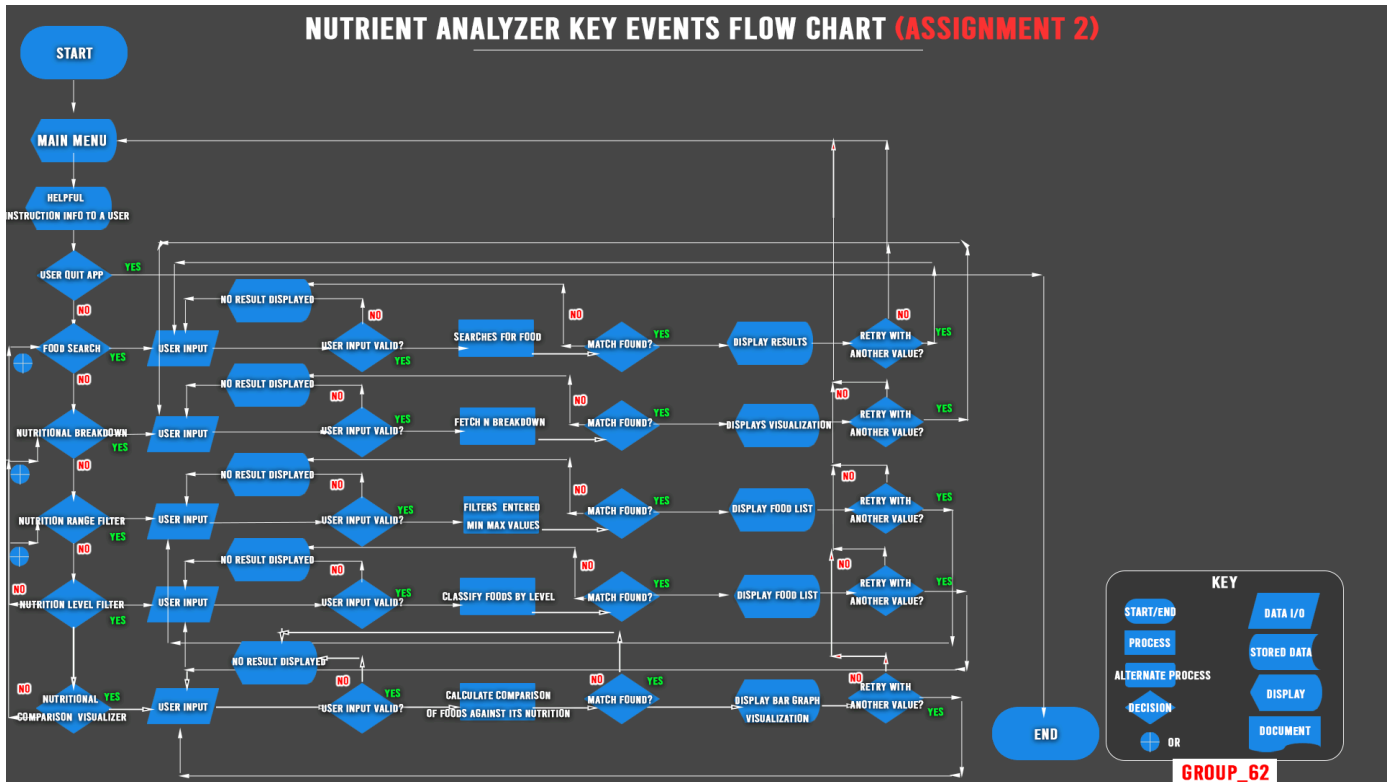 NUTRIENT ANALYZER KEY EVENTS FLOW CHART (ASSIGNMENT 2)
START
MAIN MENU
HELPFUL
INSTRUCTION INFO TO A USER
USER QUIT APP
YES
NO
NO RESULT DISPLAYED
NO
NO
NO
FOOD SEARCH
YES
USER INPUT
USER INPUT VALID?
YES
SEARCHES FOR FOOD
MATCH FOUND?
YES
DISPLAY RESULTS
RETRY WITH
ANOTHER VALUE?
YES
NO
NO RESULT DISPLAYED
NO
NO
NO
NUTRITIONAL BREAKDOWN
YES
USER INPUT
USER INPUT VALID?
YES
FETCH N BREAKDOWN
MATCH FOUND?
YES
DISPLAYS VISUALIZATION
RETRY WITH
ANOTHER VALUE?
YES
NO
NO RESULT DISPLAYED
NO
NO
NO
NUTRITION RANGE FILTER
YES
USER INPUT
USER INPUT VALID?
YES
FILTERS ENTERED
MIN MAX VALUES
MATCH FOUND?
YES
DISPLAY FOOD LIST
RETRY WITH
ANOTHER VALUE?
YES
NO
NO RESULT DISPLAYED
NO
NO
NO
NO
NUTRITION LEVEL FILTER
YES
USER INPUT
USER INPUT VALID?
YES
CLASSIFY FOODS BY LEVEL
MATCH FOUND?
YES
DISPLAY FOOD LIST
RETRY WITH
ANOTHER VALUE?
YES
NO RESULT DISPLAYED
NO
NO
NO
NO
NUTRITIONAL
COMPARISON VISUALIZER
YES
USER INPUT
USER INPUT VALID?
YES
CALCULATE COMPARISON
OF FOODS AGAINST ITS NUTRITION
MATCH FOUND?
YES
DISPLAY BAR GRAPH
VISUALIZATION
RETRY WITH
ANOTHER VALUE?
YES
END
KEY
START/END
DATA I/O
PROCESS
STORED DATA
ALTERNATE PROCESS
DISPLAY
DECISION
DOCUMENT
OR
GROUP_62